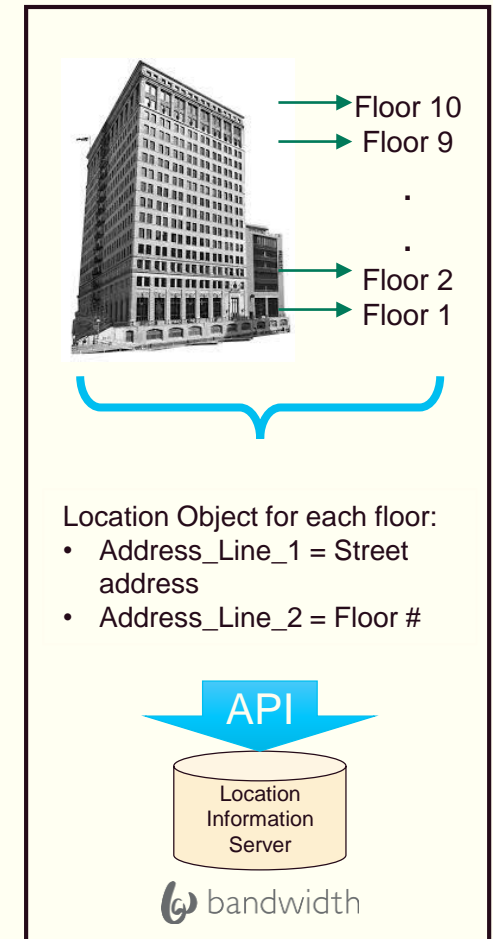 Floor 10
Floor 9
.
.
Floor 2
Floor 1
Location Object for each floor:
• Address_Line_1 = Street
address
• Address_Line_2 = Floor #
API
Location
Information
Server
bandwidth